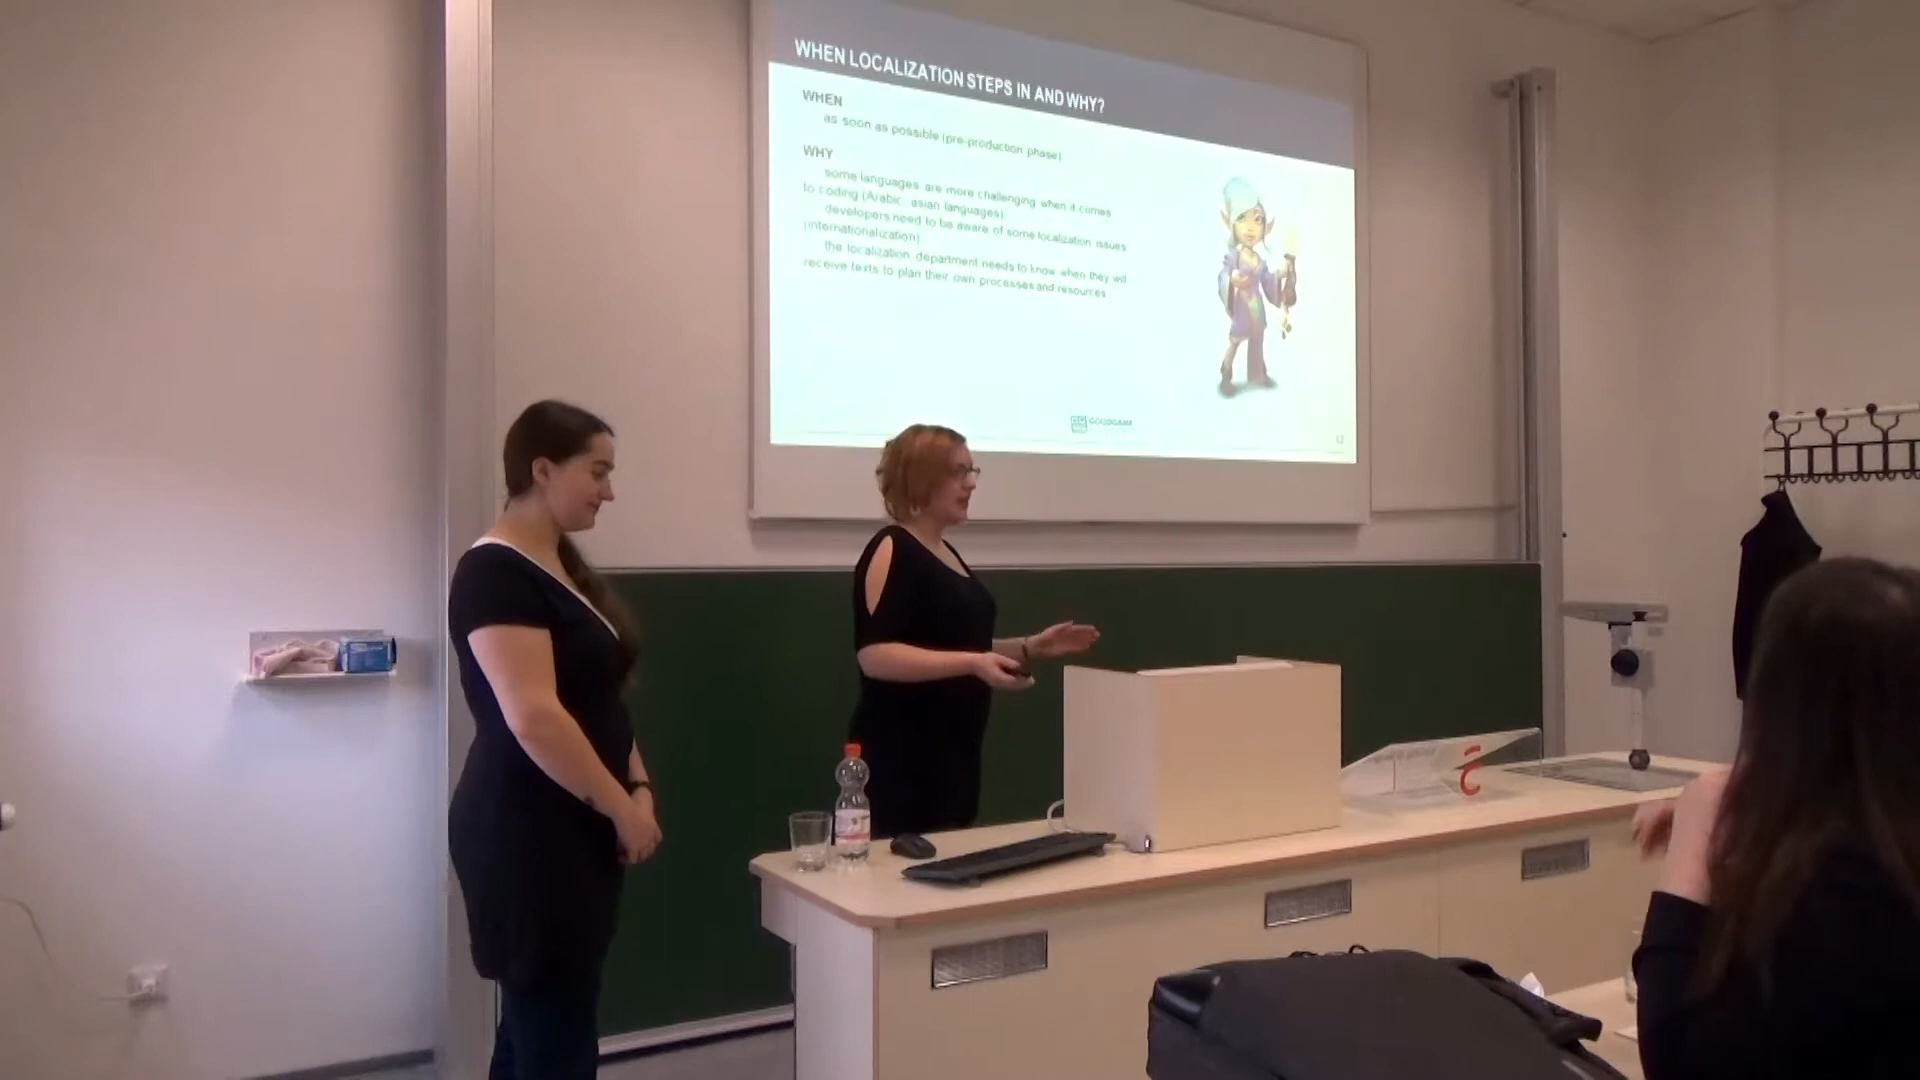 WHEN LOCALIZATION STEPS IN AND WHY?
WHEN
as soon as possible (pre-production phase)
WHY
some languages are more challenging when it comes
to coding (Arabic, asian languages)
developers need to be aware of some localization issues
(internationalization)
the localization department needs to know when they will
receive texts to plan their own processes and resources
GOODGAME